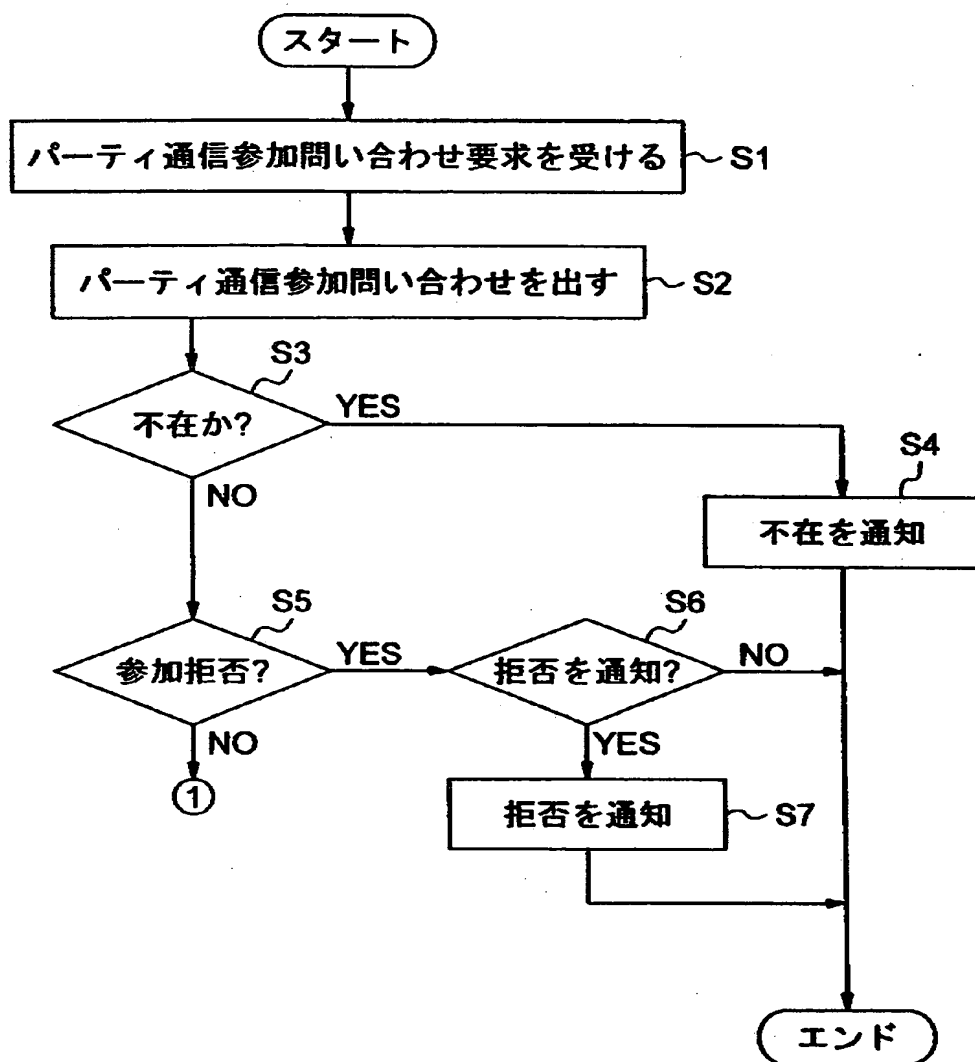 スタート
パーティ通信参加問い合わせ要求を受ける
S1
パーティ通信参加問い合わせを出す
S2
S3
不在か?
YES
NO
S4
不在を通知
S5
参加拒否?
YES
NO
S6
拒否を通知?
NO
YES
①
拒否を通知
S7
エンド